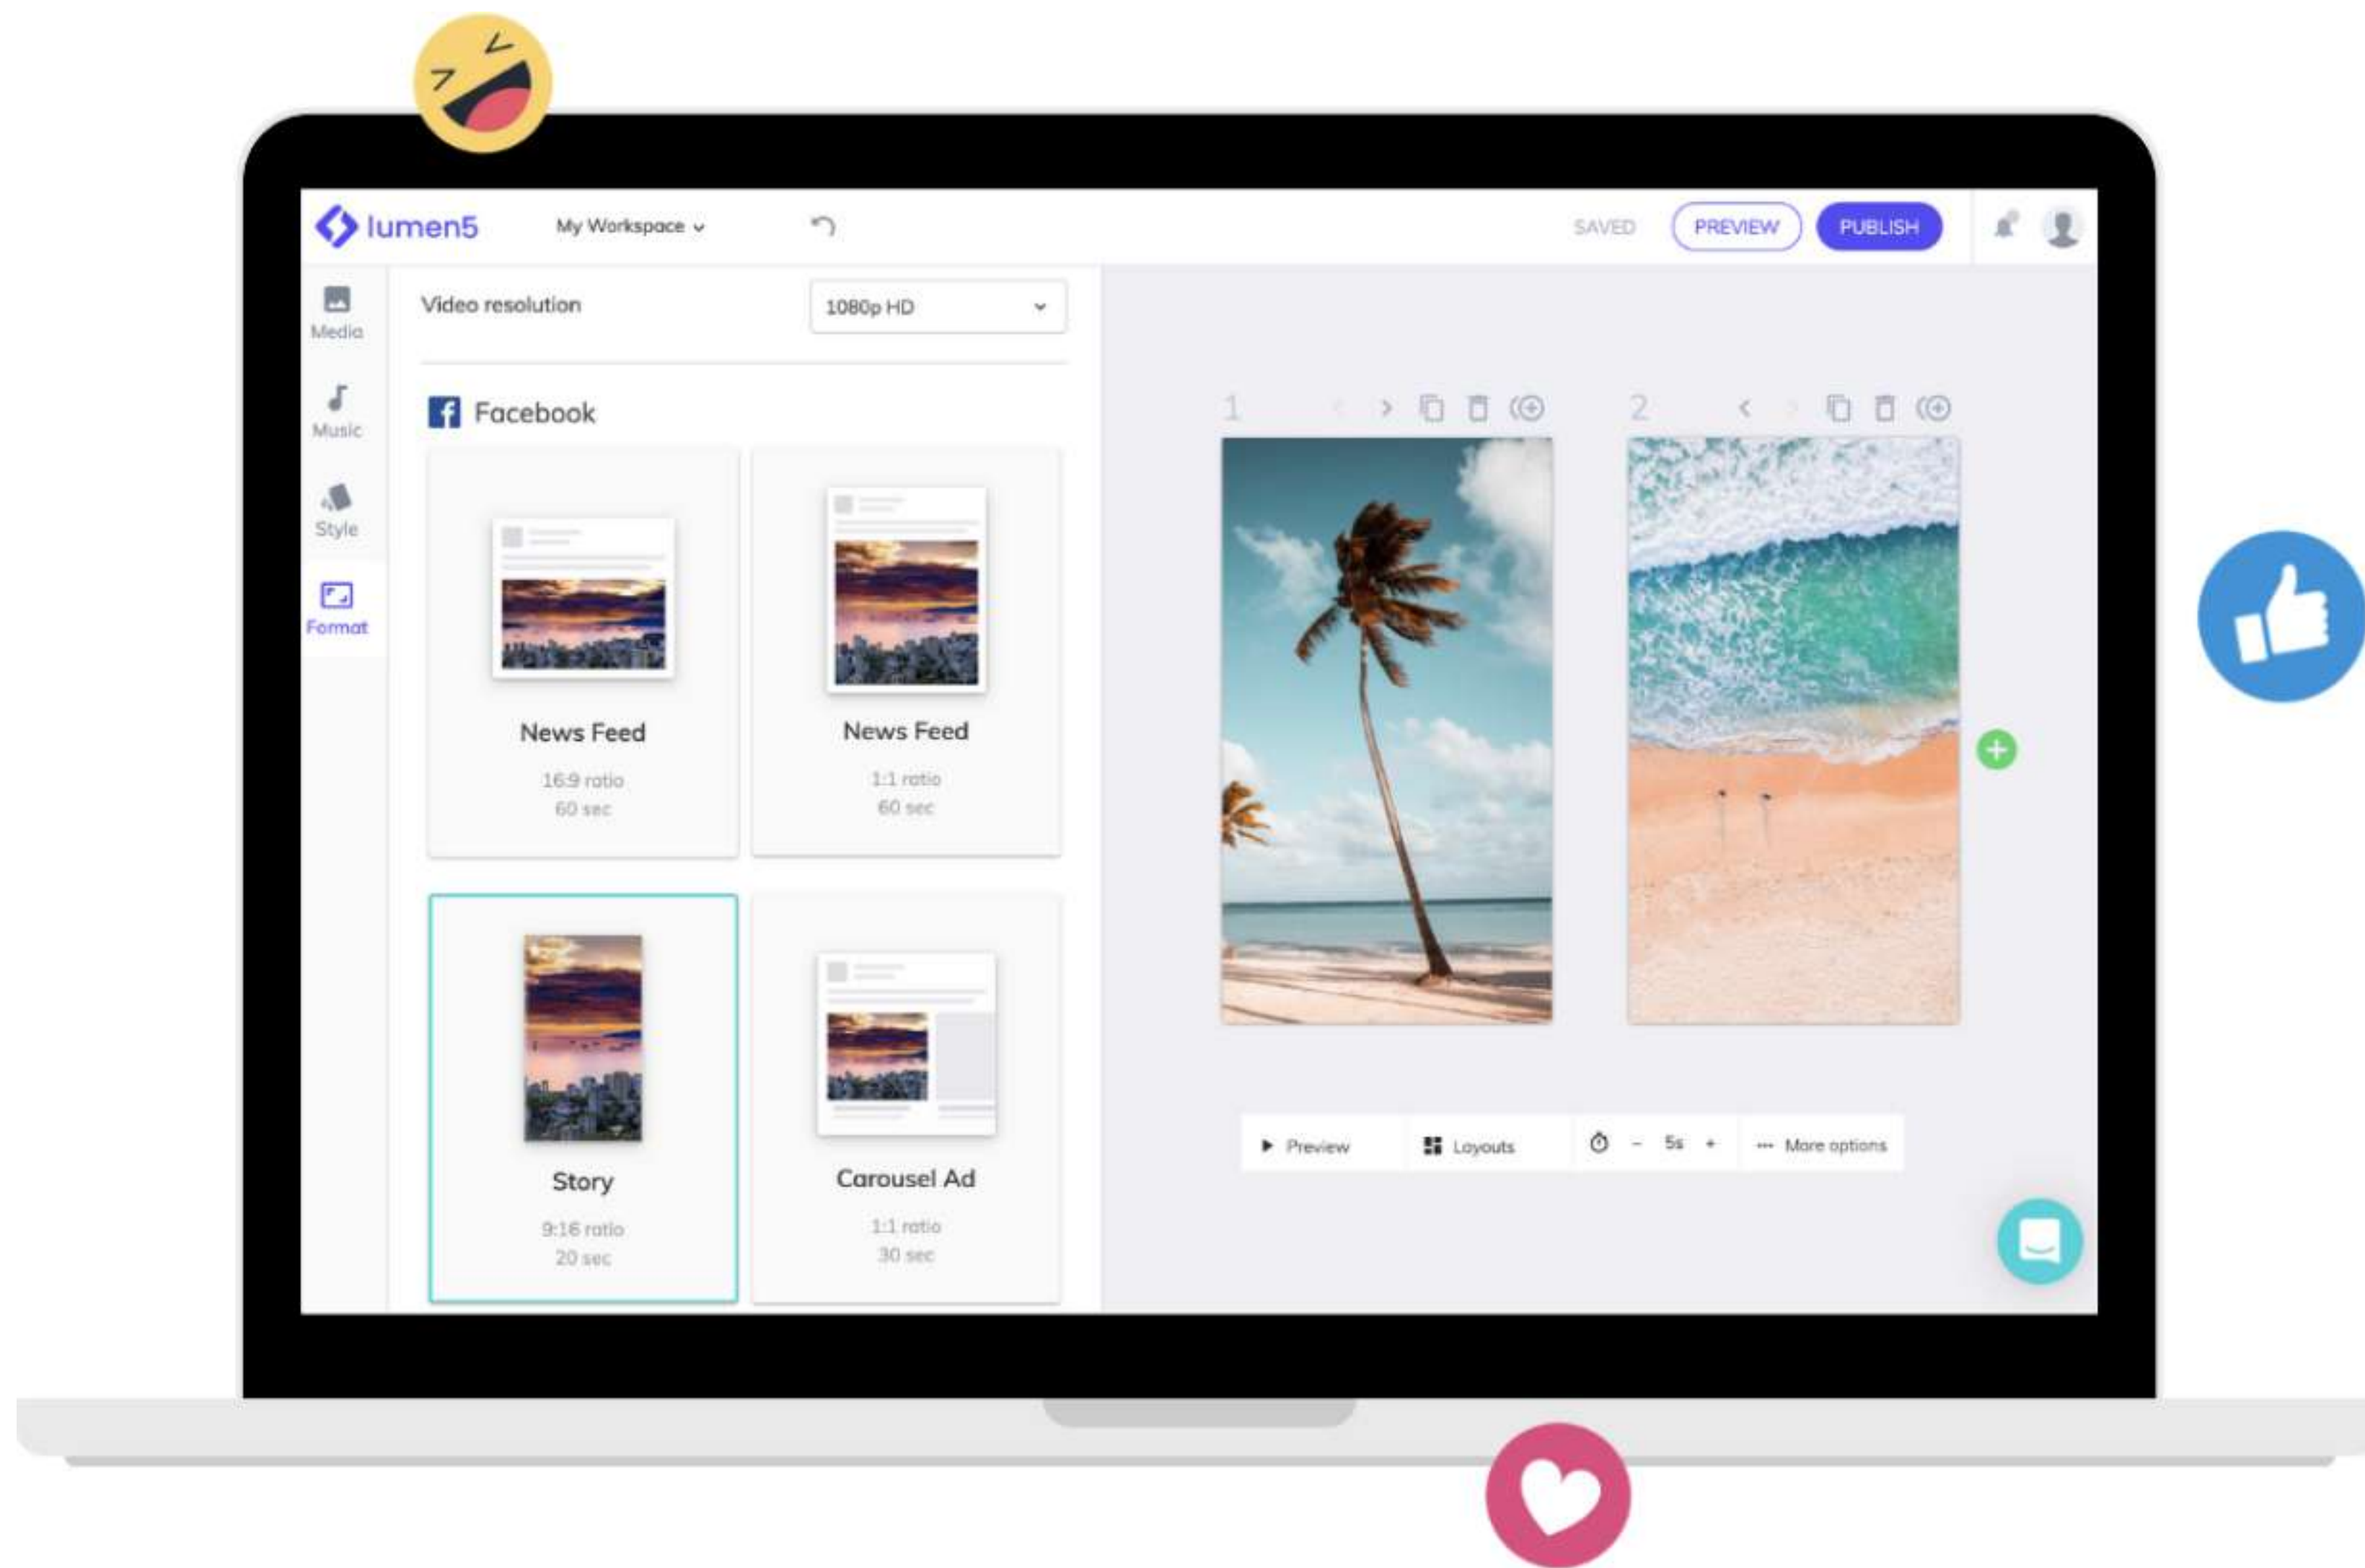 lumen5
My Workspace
SAVED
PREVIEW
PUBLISH
Media
Music
Style
Format
Video resolution
1080p HD
Facebook
News Feed
16:9 ratio
60 sec
News Feed
1:1 ratio
60 sec
Story
9:16 ratio
20 sec
Carousel Ad
1:1 ratio
30 sec
1
2
Preview
Layouts
- 5s +
More options